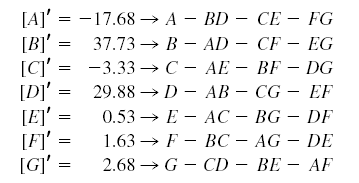 [A]′ = −17.68 → A − BD − CE − FG
[B]′ = 37.73 → B − AD − CF − EG
[C]′ = −3.33 → C − AE − BF − DG
[D]′ = 29.88 → D − AB − CG − EF
[E]′ = 0.53 → E − AC − BG − DF
[F]′ = 1.63 → F − BC − AG − DE
[G]′ = 2.68 → G − CD − BE − AF